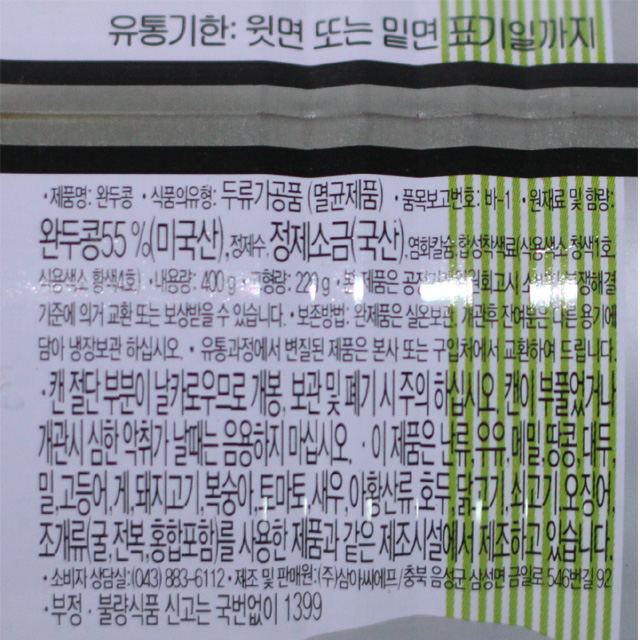 유통기한: 윗면 또는 밑면 표기일까지
·제품명: 완두콩 ·식품의유형: 두류가공품 (멸균제품) ·품목보고번호: 바-1 ·원재료 및 함량:
완두콩55 %(미국산), 정제수, 정제소금(국산), 염화칼슘, 합성착색료(식용색소 청색1호,
식용색소 황색4호) ·내용량: 400 g ·고형량: 220 g · 본 제품은 공정거래위원회고시 소비자분쟁해결
기준에 의거 교환 또는 보상받을 수 있습니다. ·보존방법: 완제품은 실온보관, 개관후 잔여분은 다른 용기에
담아 냉장보관 하십시오. ·유통과정에서 변질된 제품은 본사 또는 구입처에서 교환하여 드립니다.
·캔 절단 부분이 날카로우므로 개봉, 보관 및 폐기 시 주의 하십시오. 캔이 부풀었거나
개관시 심한 악취가 날때는 음용하지 마십시오. ·이 제품은 난류, 우유, 메밀, 땅콩, 대두,
밀, 고등어, 게, 돼지고기, 복숭아, 토마토, 새우, 아황산류, 호두, 닭고기, 쇠고기, 오징어,
조개류(굴, 전복, 홍합포함)를 사용한 제품과 같은 제조시설에서 제조하고 있습니다.
·소비자 상담실: (043) 883-6112 ·제조 및 판매원: (주)삼아씨에프/충북 음성군 삼성면 금일로 546번길 92
·부정·불량식품 신고는 국번없이 1399